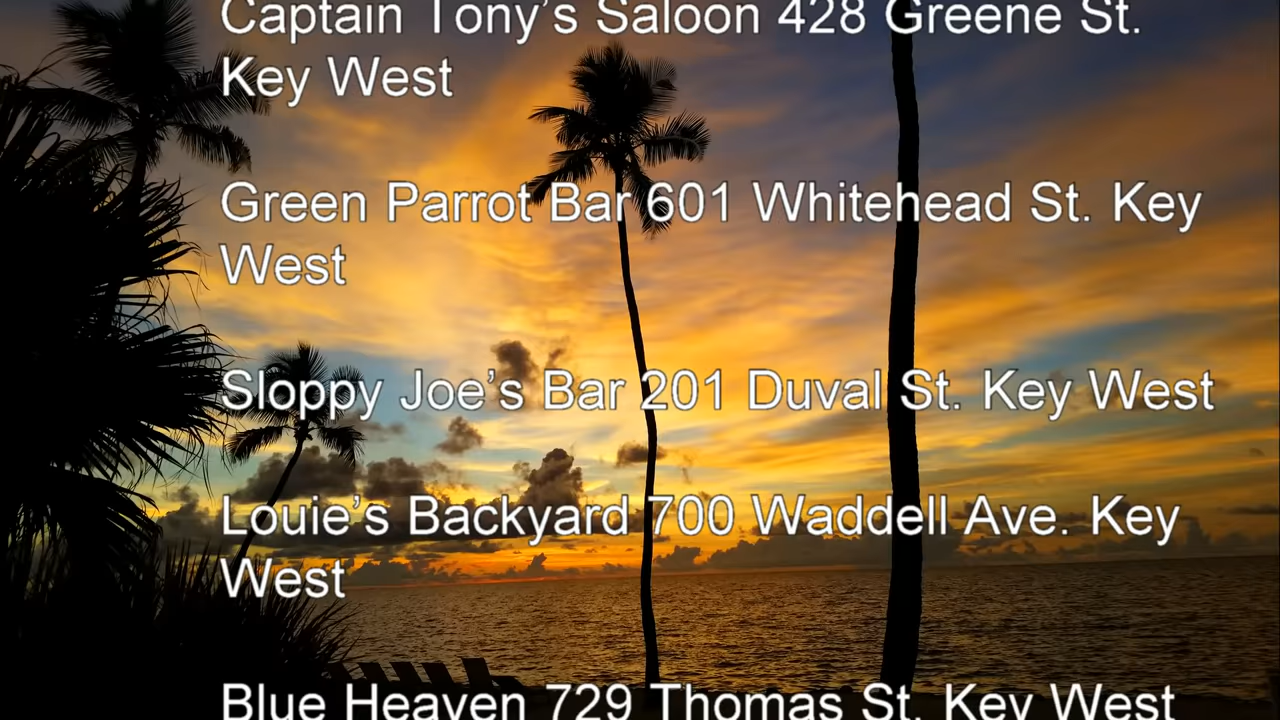 Captain Tony’s Saloon 428 Greene St.
Key West
Green Parrot Bar 601 Whitehead St. Key
West
Sloppy Joe’s Bar 201 Duval St. Key West
Louie’s Backyard 700 Waddell Ave. Key
West
Blue Heaven 729 Thomas St. Key West